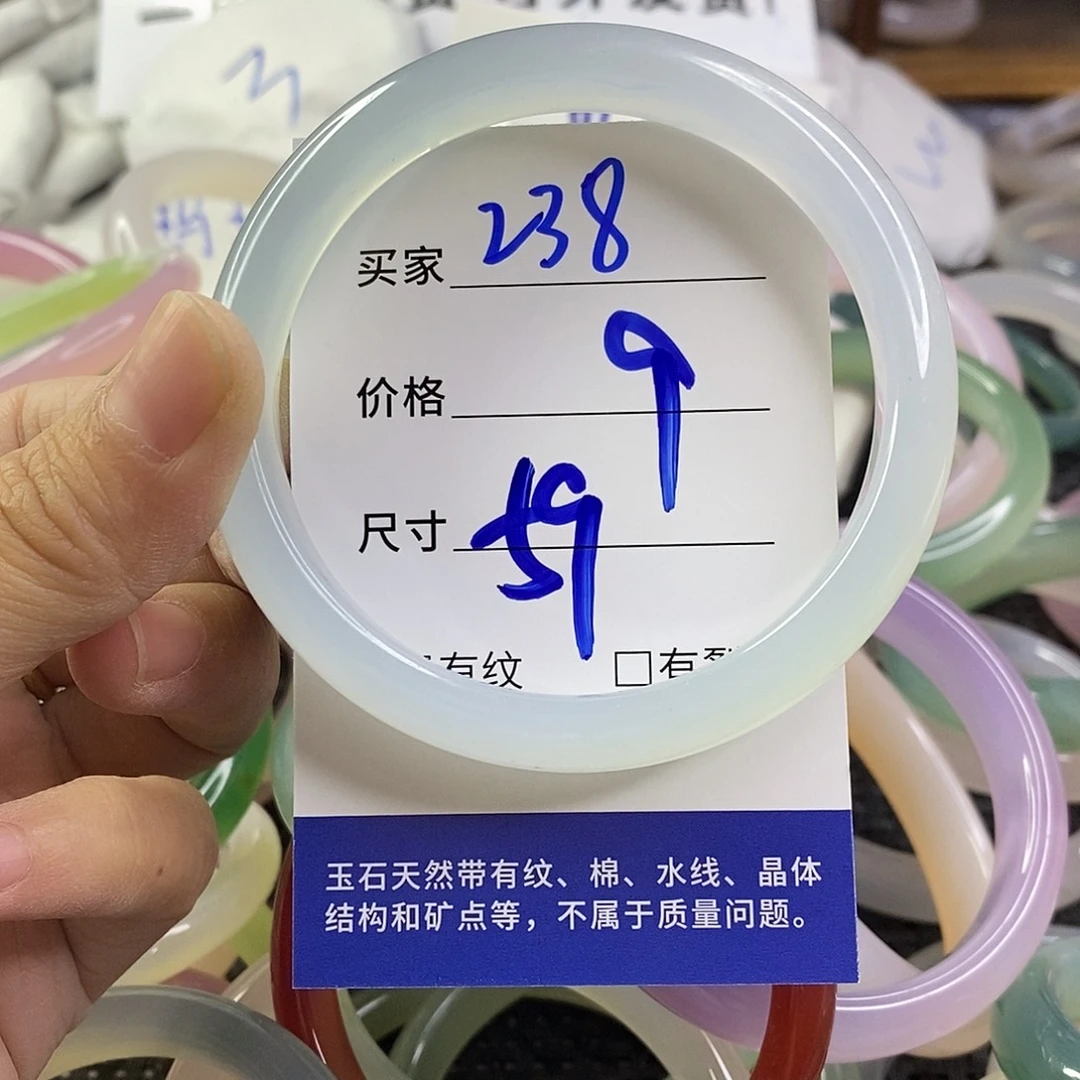 买家 238
价格 9
尺寸 59
有纹 □有裂
玉石天然带有纹、棉、水线、晶体
结构和矿点等，不属于质量问题。